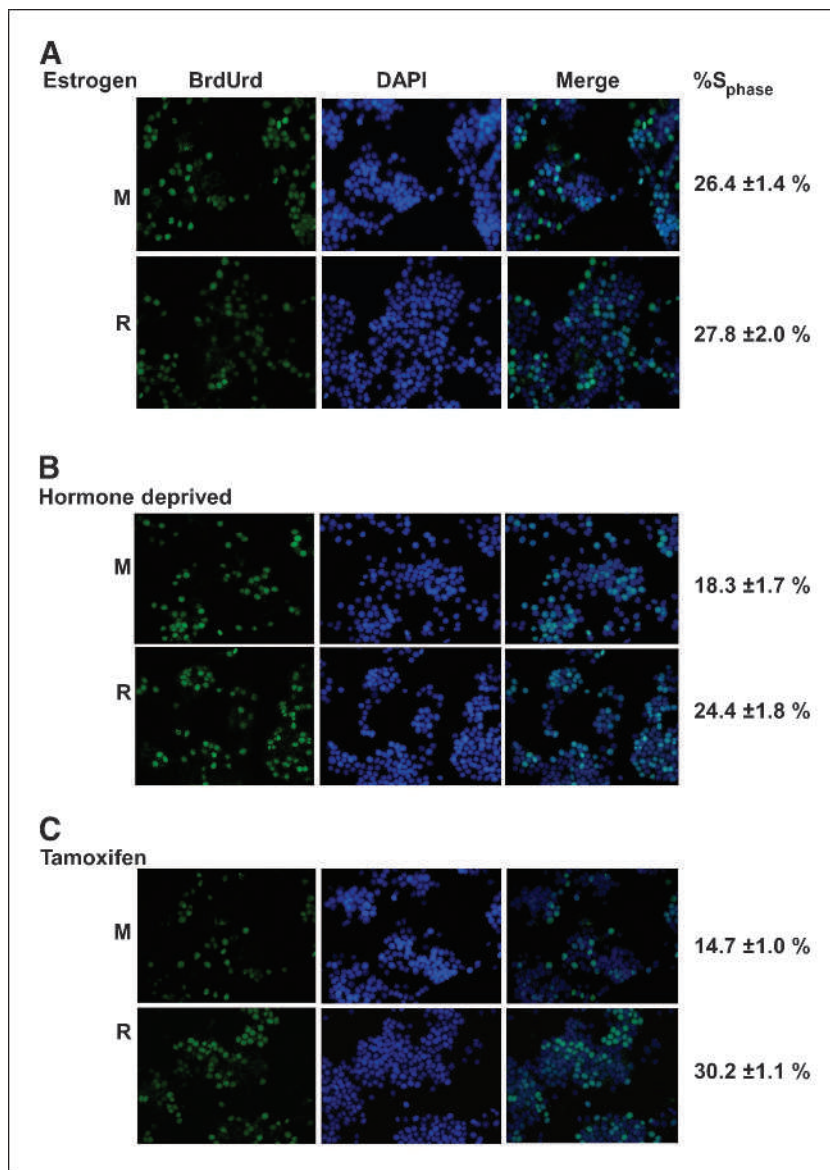 A
Estrogen BrdUrd DAPI Merge %Sphase
M 26.4 ±1.4 %
R 27.8 ±2.0 %
B
Hormone deprived
M 18.3 ±1.7 %
R 24.4 ±1.8 %
C
Tamoxifen
M 14.7 ±1.0 %
R 30.2 ±1.1 %